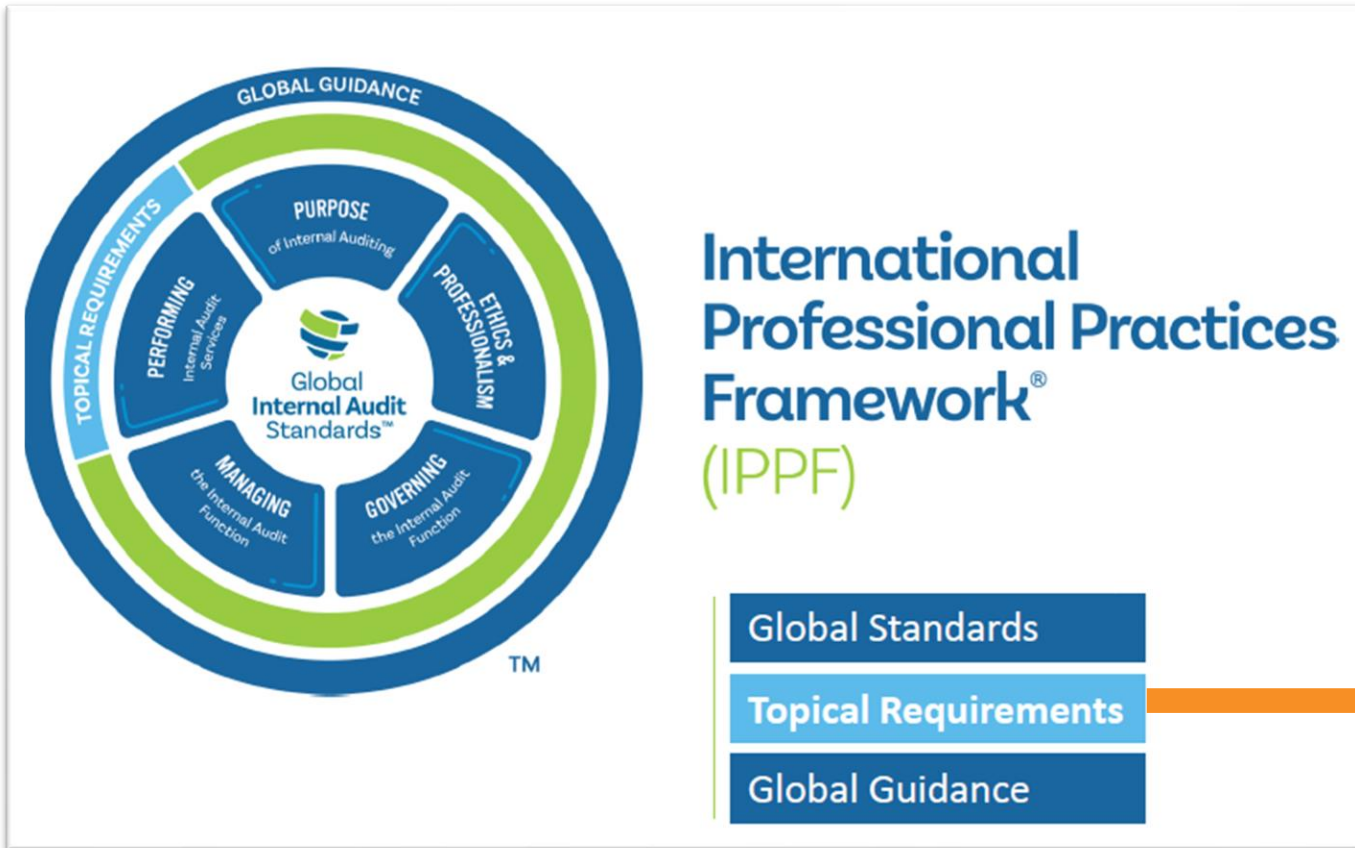 GLOBAL GUIDANCE
TOPICAL REQUIREMENTS
PURPOSE
of Internal Auditing
ETHICS &
PROFESSIONALISM
GOVERNING
the Internal Audit
Function
MANAGING
the Internal Audit
Function
PERFORMING
Internal Audit
Services
Global
Internal Audit
Standards™
TM
International
Professional Practices
Framework®
(IPPF)
Global Standards
Topical Requirements
Global Guidance